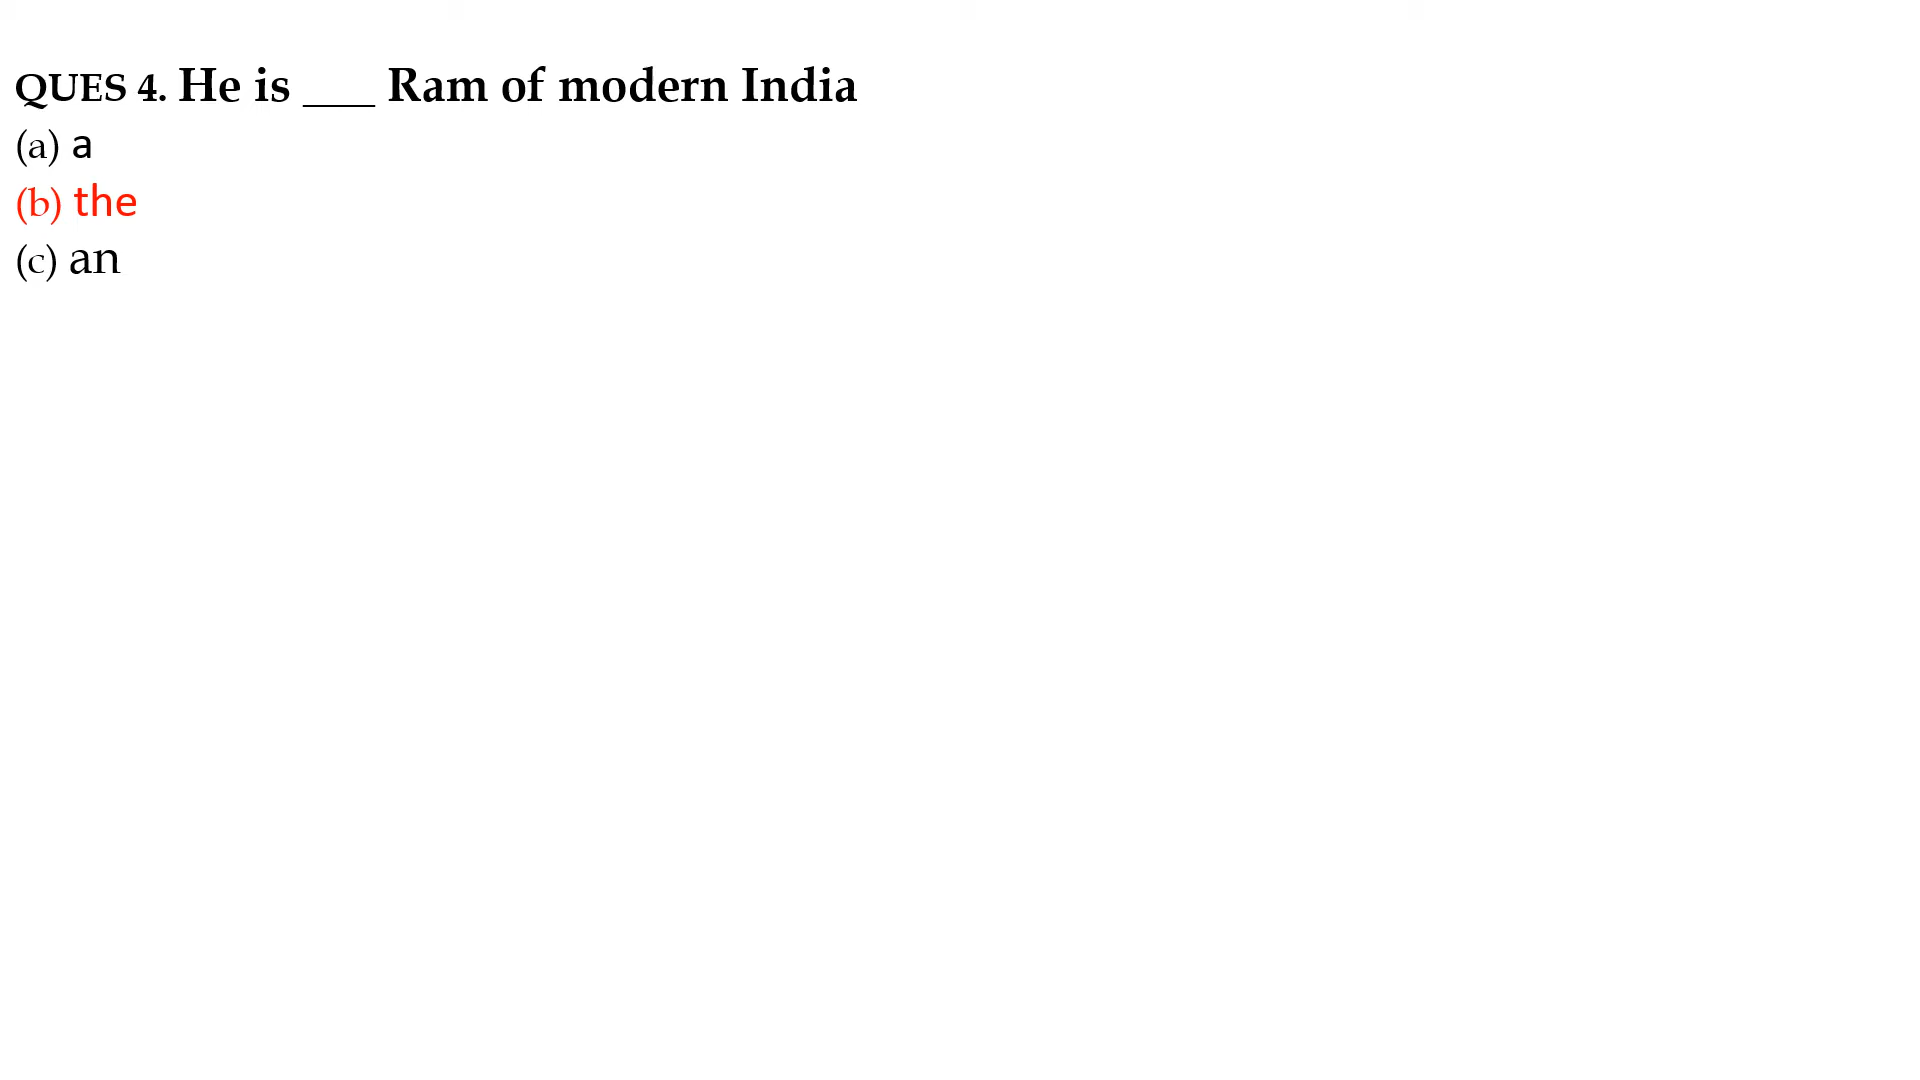 QUES 4. He is ___ Ram of modern India
(a) a
(b) the
(c) an